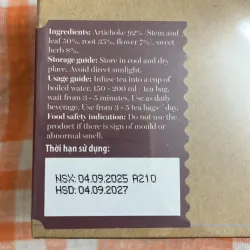 Ingredients: Artichoke 92% (Stem and
leaf 50%, root 35%, flower 7%), sweet
herb 8%.
Storage guide: Store in cool and dry
place. Avoid direct sunlight.
Usage guide: Infuse tea into a cup of
boiled water, 150 - 200 ml - tea bag,
wait from 3 - 5 minutes. Use as daily
beverage. Use from 3 - 5 tea bags / day.
Food safety indication: Do not use the
product if there is sign of mould or
abnormal smell.
Thời hạn sử dụng:
NSX: 04.09.2025 A210
HSD: 04.09.2027